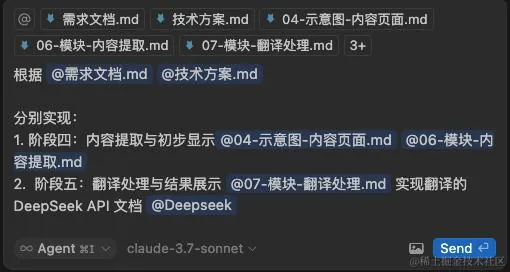 @ 需求文档.md 技术方案.md 04-示意图-内容页面.md
06-模块-内容提取.md 07-模块-翻译处理.md 3+
根据 @需求文档.md @技术方案.md
分别实现：
1. 阶段四：内容提取与初步显示 @04-示意图-内容页面.md @06-模块-内
容提取.md
2. 阶段五：翻译处理与结果展示 @07-模块-翻译处理.md 实现翻译的
DeepSeek API 文档 @Deepseek
Agent ⌘I claude-3.7-sonnet Send ⏎
@稀土掘金技术社区